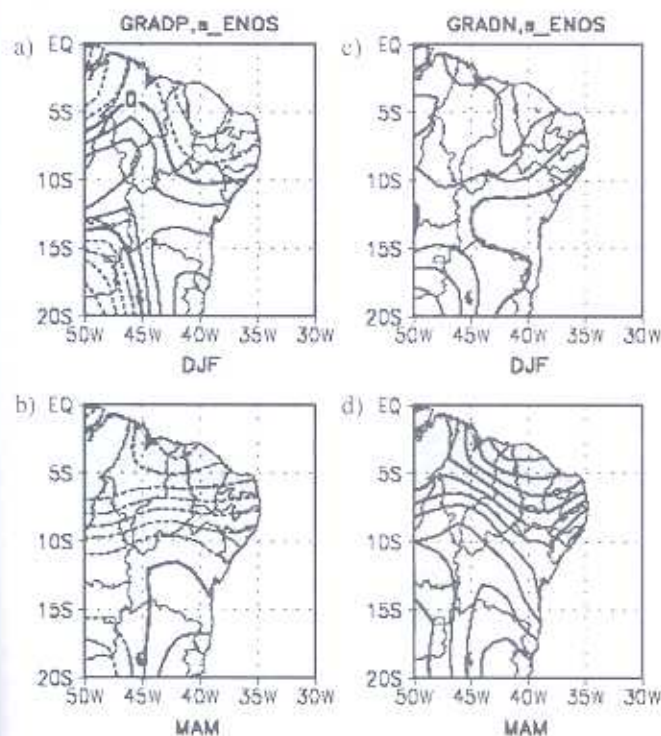 GRADP,s_ENOS
GRADN,s_ENOS
a)
EQ
5S
10S
15S
20S
0
50W 45W 40W 35W 30W
DJF
c)
EQ
5S
10S
15S
20S
50W 45W 40W 35W 30W
DJF
b)
EQ
5S
10S
15S
20S
50W 45W 40W 35W 30W
MAM
d)
EQ
5S
10S
15S
20S
50W 45W 40W 35W 30W
MAM